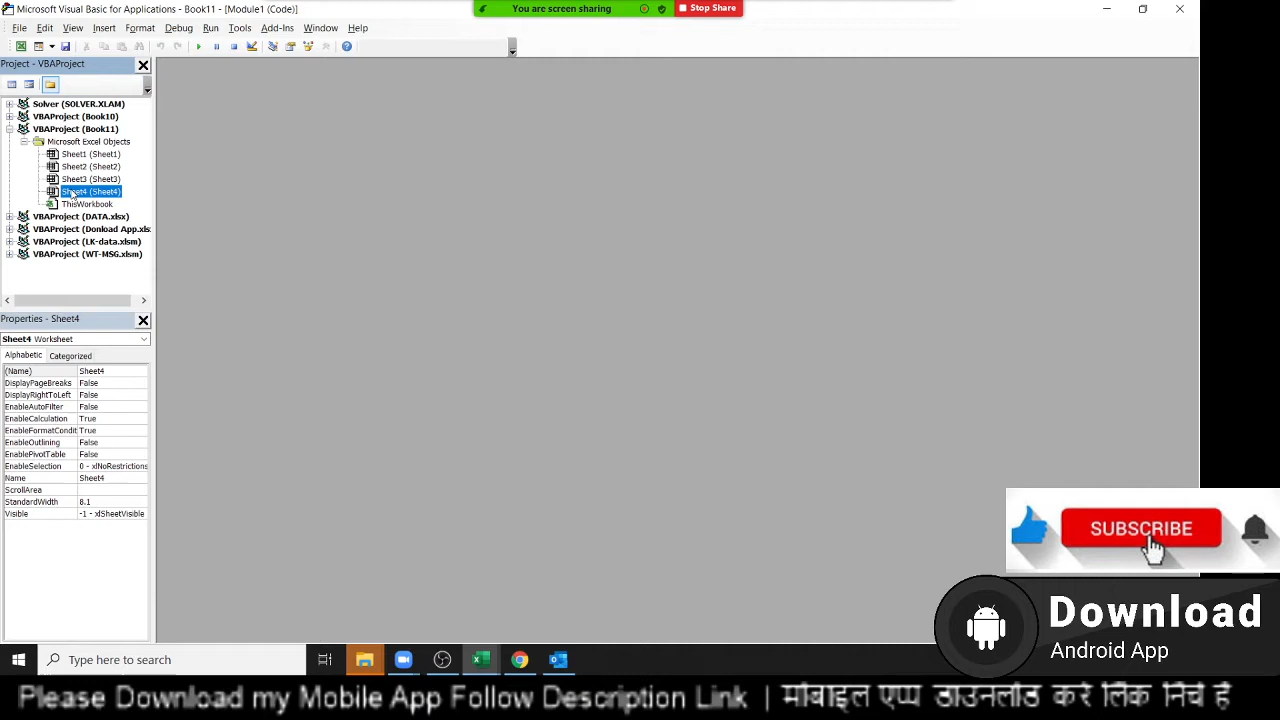 Microsoft Visual Basic for Applications - Book11 - [Module1 (Code)]
You are screen sharing
Stop Share
File Edit View Insert Format Debug Run Tools Add-Ins Window Help
Project - VBAProject
Solver (SOLVER.XLAM)
VBAProject (Book10)
VBAProject (Book11)
Microsoft Excel Objects
Sheet1 (Sheet1)
Sheet2 (Sheet2)
Sheet3 (Sheet3)
Sheet4 (Sheet4)
ThisWorkbook
VBAProject (DATA.xlsx)
VBAProject (Donload App.xls
VBAProject (LK-data.xlsm)
VBAProject (WT-MSG.xlsm)
Properties - Sheet4
Sheet4 Worksheet
Alphabetic Categorized
(Name) Sheet4
DisplayPageBreaks False
DisplayRightToLeft False
EnableAutoFilter False
EnableCalculation True
EnableFormatCondit True
EnableOutlining False
EnablePivotTable False
EnableSelection 0 - xlNoRestrictions
Name Sheet4
ScrollArea
StandardWidth 8.1
Visible -1 - xlSheetVisible
SUBSCRIBE
Download
Android App
Type here to search
Please Download my Mobile App Follow Description Link | मोबाइल एप्प डाउनलोड करे लिंक निचे है